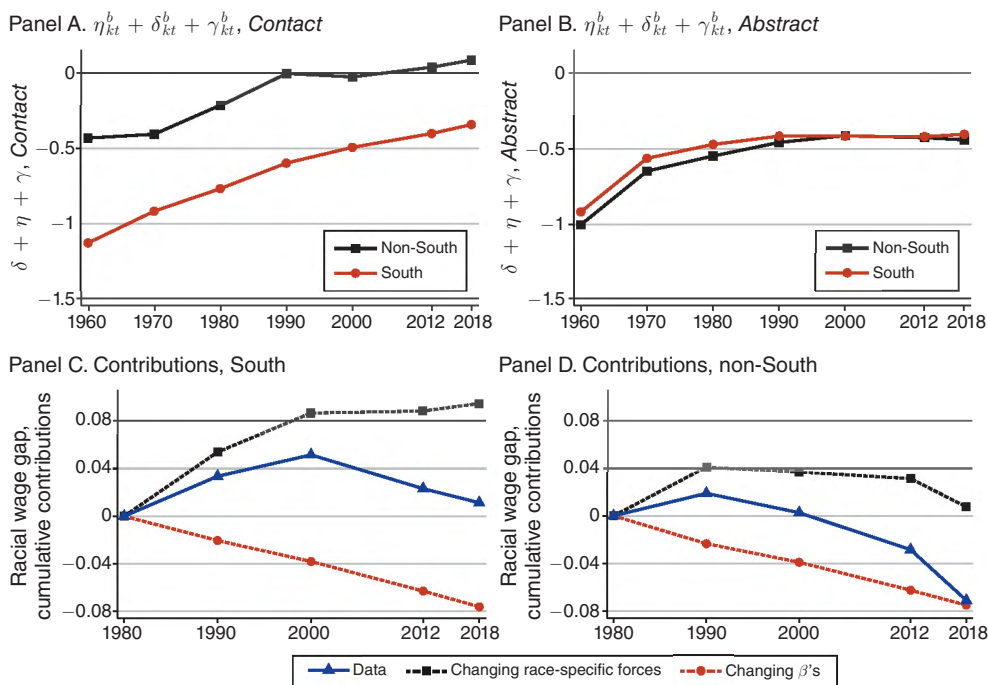 Panel A. η^b_kt + δ^b_kt + γ^b_kt, Contact
δ + η + γ, Contact
0
−0.5
−1
−1.5
Non-South
South
1960 1970 1980 1990 2000 2012 2018
Panel B. η^b_kt + δ^b_kt + γ^b_kt, Abstract
δ + η + γ, Abstract
0
−0.5
−1
−1.5
Non-South
South
1960 1970 1980 1990 2000 2012 2018
Panel C. Contributions, South
Racial wage gap,
cumulative contributions
0.08
0.04
0
−0.04
−0.08
1980 1990 2000 2012 2018
Panel D. Contributions, non-South
Racial wage gap,
cumulative contributions
0.08
0.04
0
−0.04
−0.08
1980 1990 2000 2012 2018
Data Changing race-specific forces Changing β's